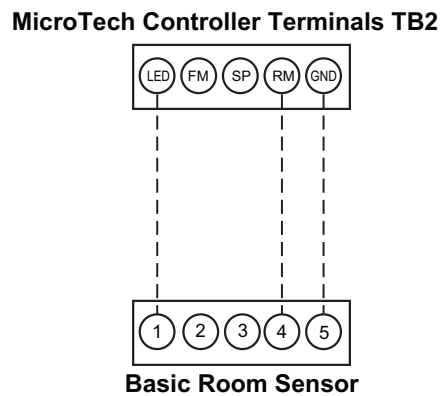 MicroTech Controller Terminals TB2
LED FM SP RM GND
1 2 3 4 5
Basic Room Sensor